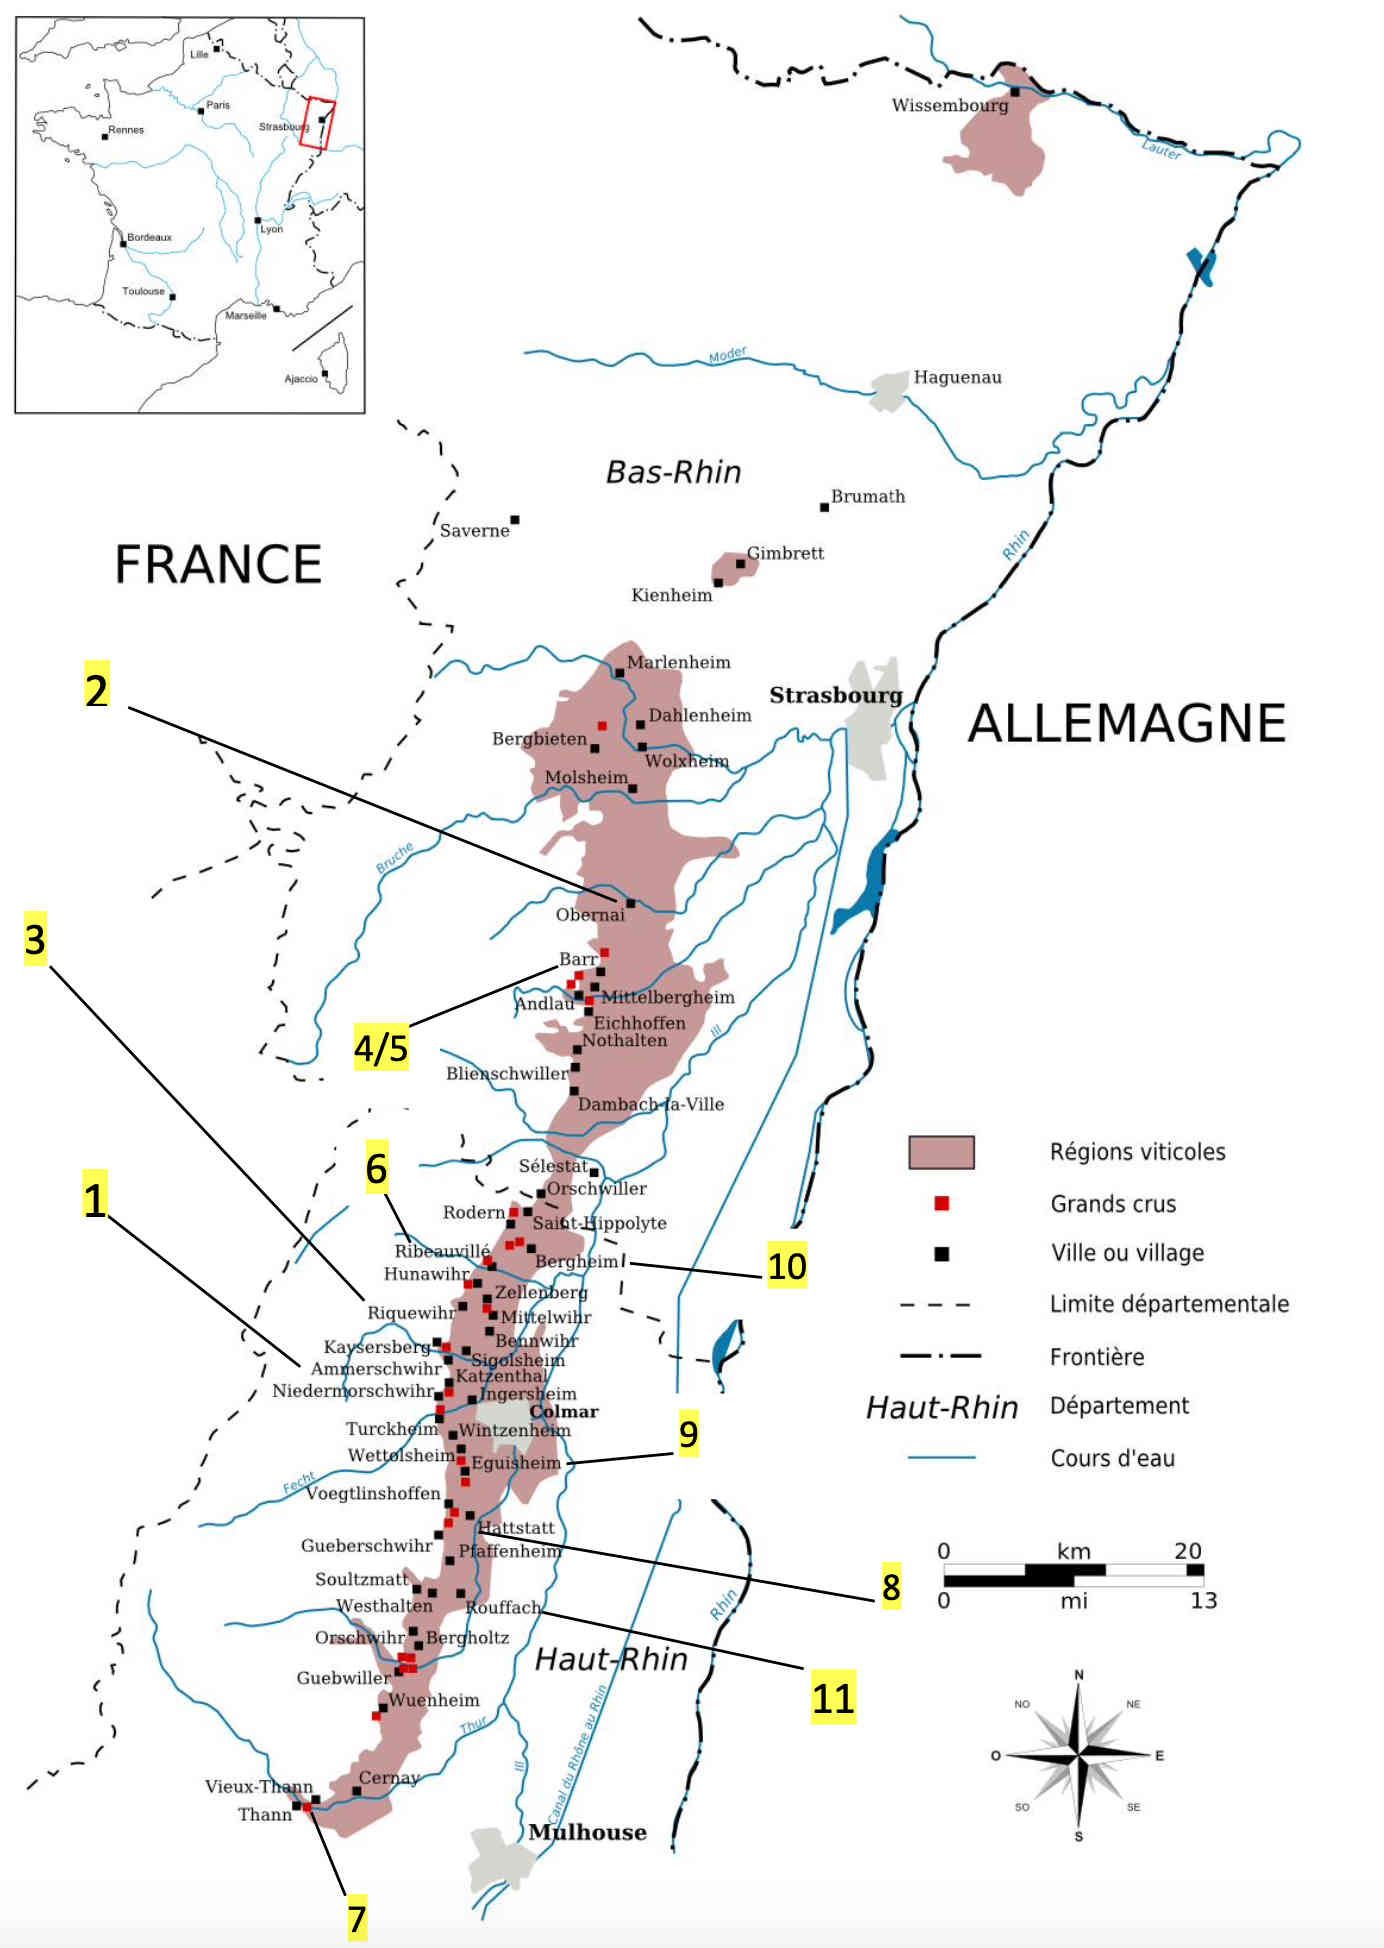 Lille
Paris
Strasbourg
Rennes
Lyon
Bordeaux
Toulouse
Marseille
Ajaccio
Wissembourg
Lauter
Moder
Haguenau
Bas-Rhin
Brumath
Saverne
Rhin
FRANCE
Gimbrett
Kienheim
Marlenheim
2
Strasbourg
ALLEMAGNE
Dahlenheim
Bergbieten
Wolxheim
Molsheim
Bruche
Obernai
3
Barr
Mittelbergheim
Andlau
Eichhoffen
4/5
Ill
Nothalten
Blienschwiller
Dambach-la-Ville
6
Sélestat
Orschwiller
1
Rodern
Saint-Hippolyte
Ribeauvillé
Bergheim
10
Hunawihr
Zellenberg
Riquewihr
Mittelwihr
Bennwihr
Kaysersberg
Sigolsheim
Ammerschwihr
Katzenthal
Niedermorschwihr
Ingersheim
Colmar
Turckheim
Wintzenheim
9
Wettolsheim
Eguisheim
Fecht
Voegtlinshoffen
Hattstatt
Gueberschwihr
Pfaffenheim
Soultzmatt
8
Westhalten
Rouffach
Rhin
Orschwihr
Bergholtz
Haut-Rhin
Guebwiller
11
Wuenheim
Thur
Ill
Canal du Rhône au Rhin
Cernay
Vieux-Thann
Thann
Mulhouse
7
Régions viticoles
Grands crus
Ville ou village
Limite départementale
Frontière
Haut-Rhin Département
Cours d'eau
0 km 20
0 mi 13
N
NO NE
O E
SO SE
S